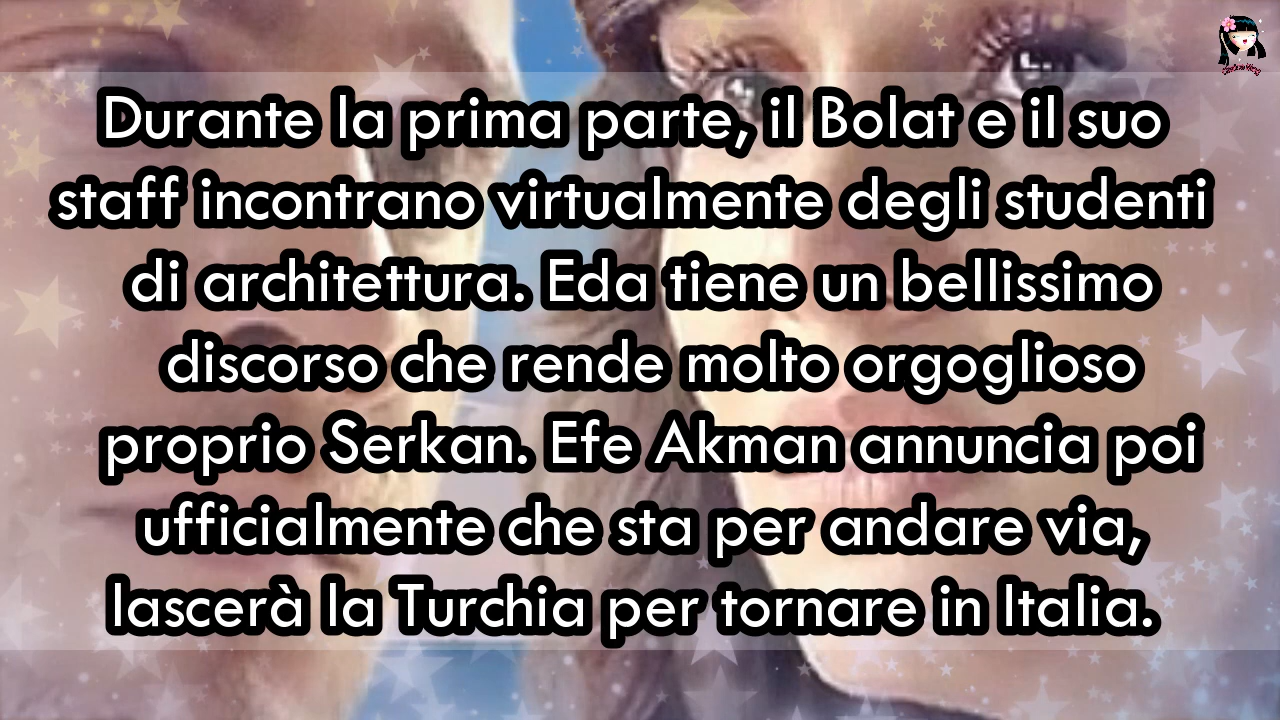 Durante la prima parte, il Bolat e il suo
staff incontrano virtualmente degli studenti
di architettura. Eda tiene un bellissimo
discorso che rende molto orgoglioso
proprio Serkan. Efe Akman annuncia poi
ufficialmente che sta per andare via,
lascerà la Turchia per tornare in Italia.